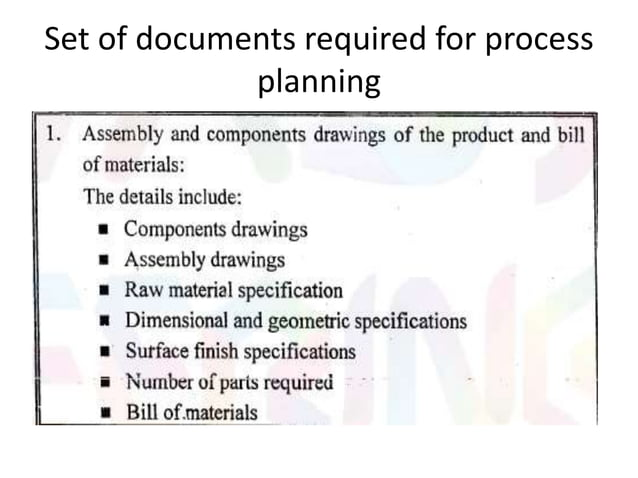 Set of documents required for process
planning
1. Assembly and components drawings of the product and bill
of materials:
The details include:
▪ Components drawings
▪ Assembly drawings
▪ Raw material specification
▪ Dimensional and geometric specifications
▪ Surface finish specifications
▪ Number of parts required
▪ Bill of materials